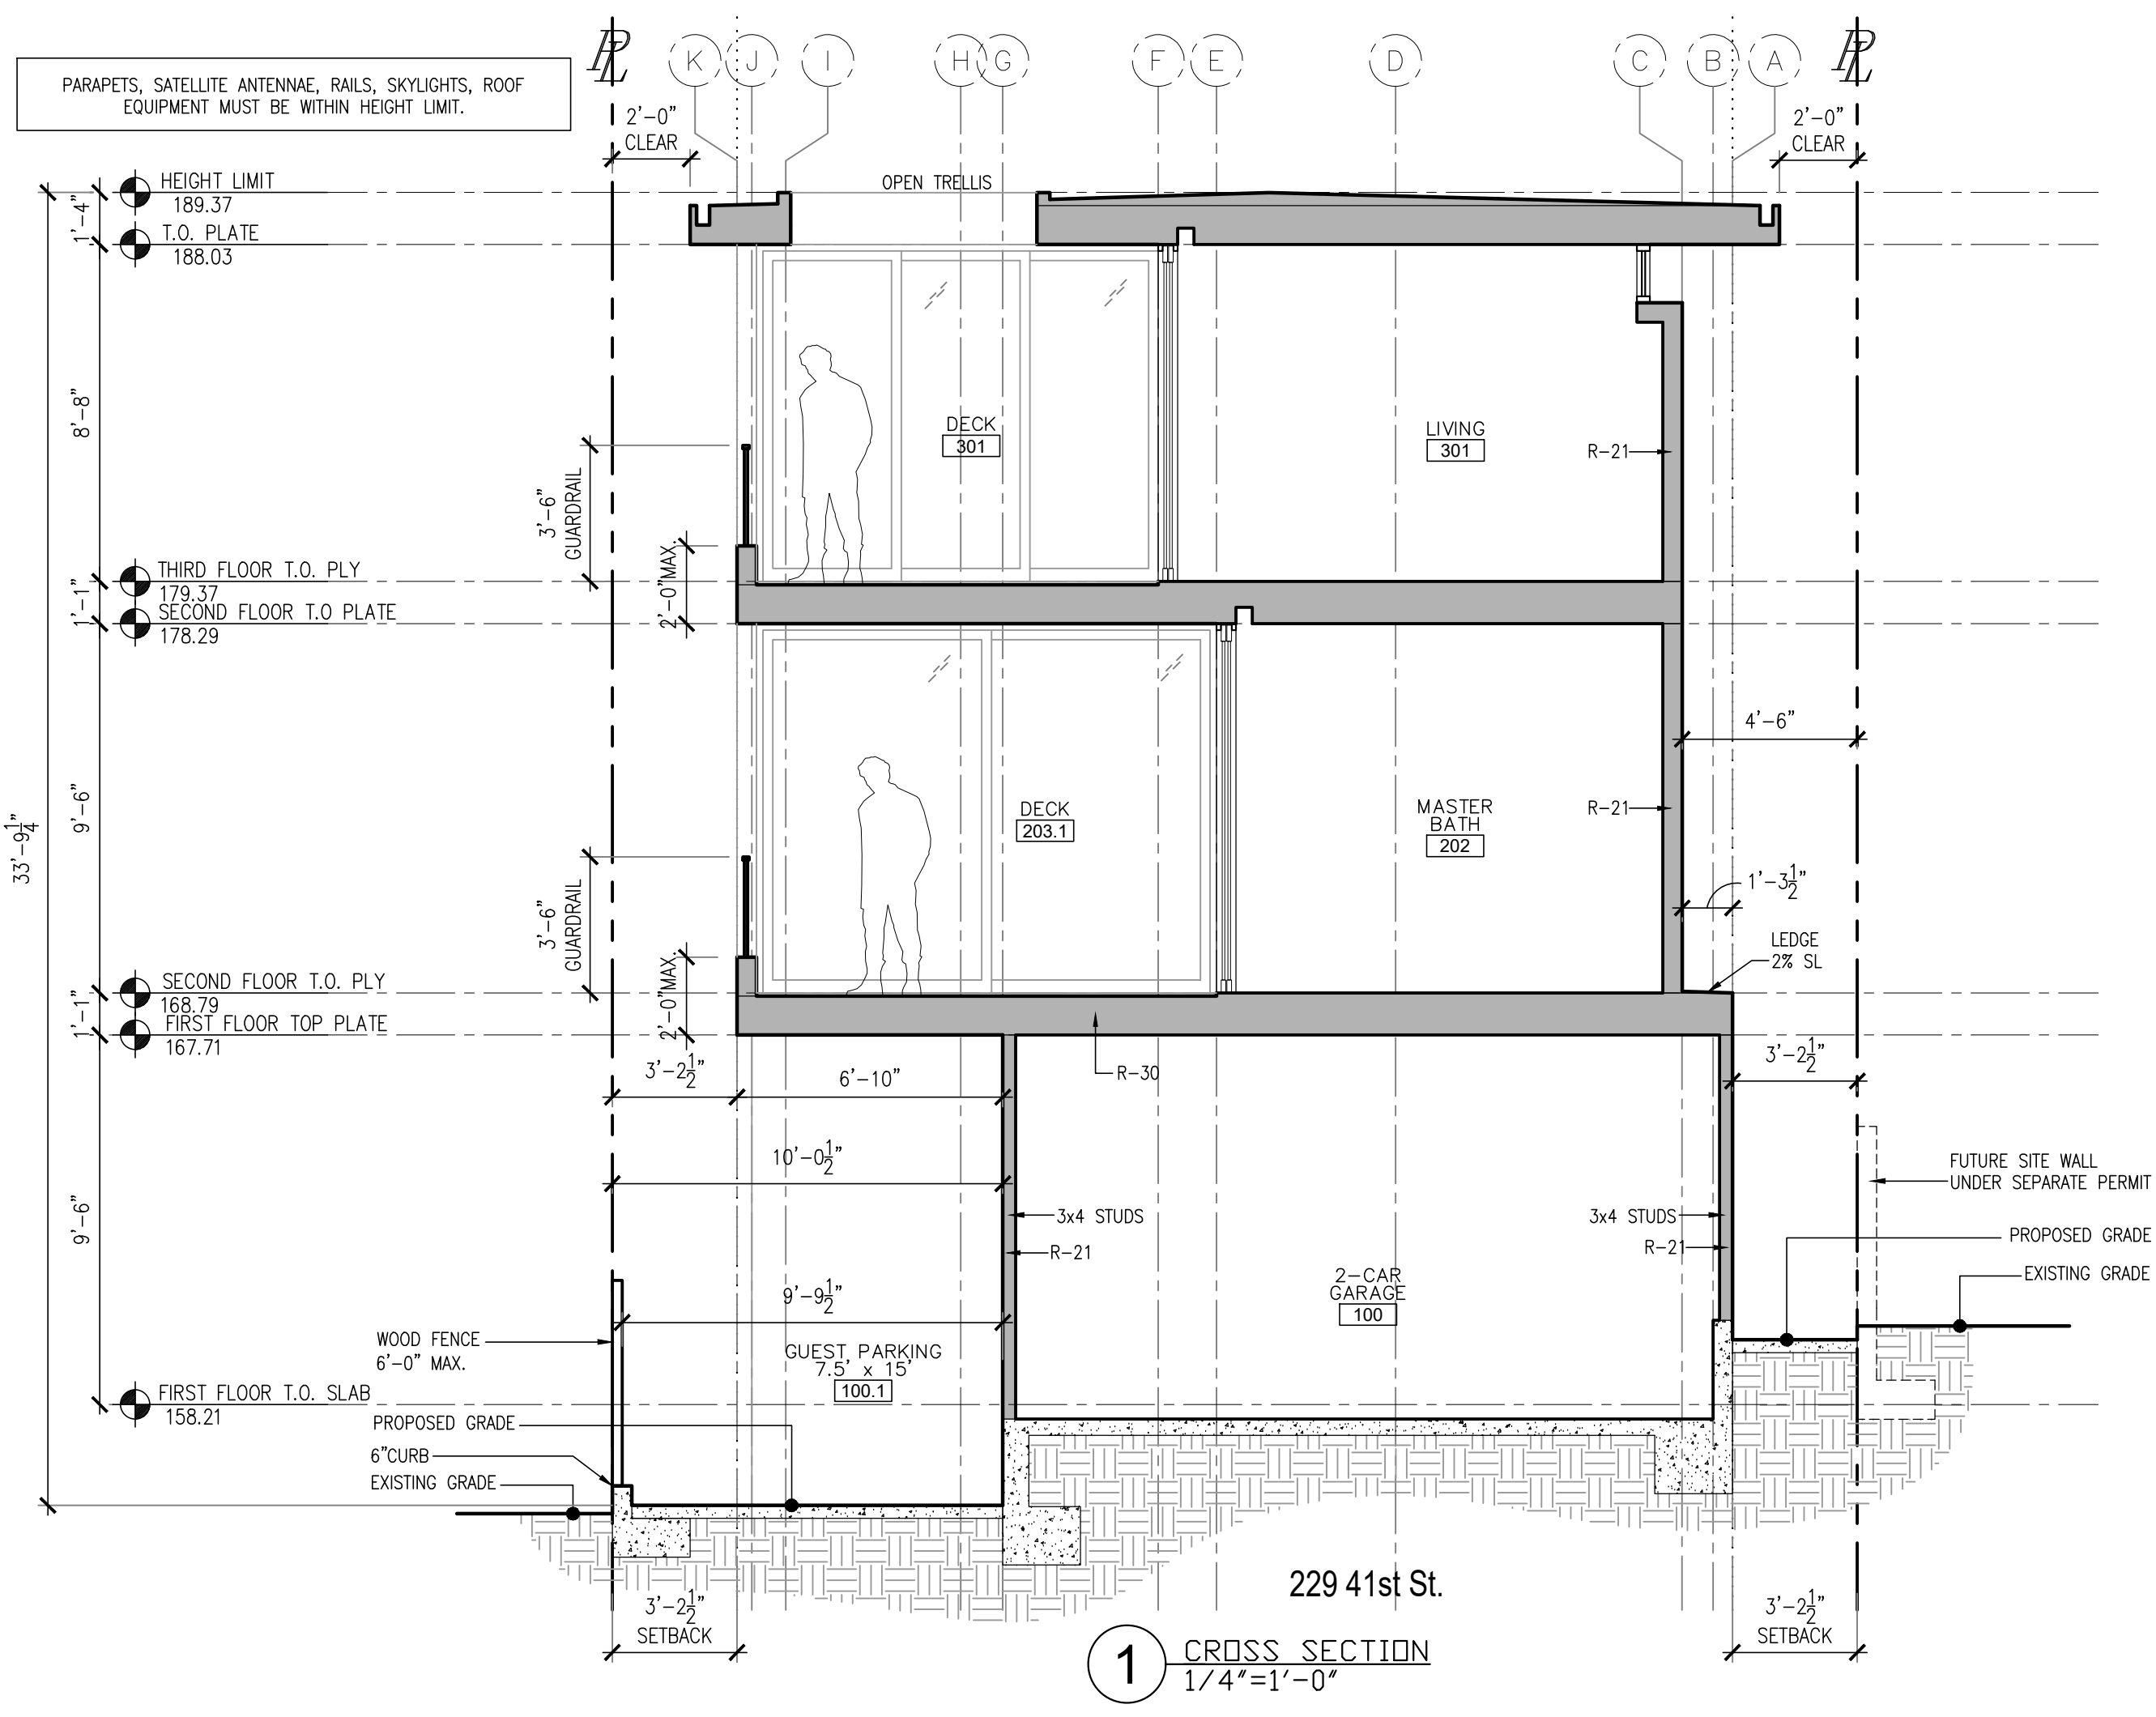 PARAPETS, SATELLITE ANTENNAE, RAILS, SKYLIGHTS, ROOF
EQUIPMENT MUST BE WITHIN HEIGHT LIMIT.
PL
K
J
I
H
G
F
E
D
C
B
A
PL
2'-0"
CLEAR
2'-0"
CLEAR
HEIGHT LIMIT
189.37
OPEN TRELLIS
1'-4"
T.O. PLATE
188.03
8'-8"
DECK
301
LIVING
301
R-21
3'-6"
GUARDRAIL
2'-0"MAX.
THIRD FLOOR T.O. PLY
179.37
1'-1"
SECOND FLOOR T.O PLATE
178.29
4'-6"
33'-9 1/4"
9'-6"
DECK
203.1
MASTER
BATH
202
R-21
1'-3 1/2"
3'-6"
GUARDRAIL
LEDGE
2% SL
2'-0"MAX.
SECOND FLOOR T.O. PLY
168.79
1'-1"
FIRST FLOOR TOP PLATE
167.71
3'-2 1/2"
6'-10"
R-30
3'-2 1/2"
10'-0 1/2"
FUTURE SITE WALL
UNDER SEPARATE PERMIT
9'-6"
3x4 STUDS
3x4 STUDS
R-21
R-21
PROPOSED GRADE
EXISTING GRADE
2-CAR
GARAGE
100
9'-9 1/2"
WOOD FENCE
6'-0" MAX.
GUEST PARKING
7.5' x 15'
100.1
FIRST FLOOR T.O. SLAB
158.21
PROPOSED GRADE
6"CURB
EXISTING GRADE
229 41st St.
3'-2 1/2"
SETBACK
3'-2 1/2"
SETBACK
1
CROSS SECTION
1/4"=1'-0"